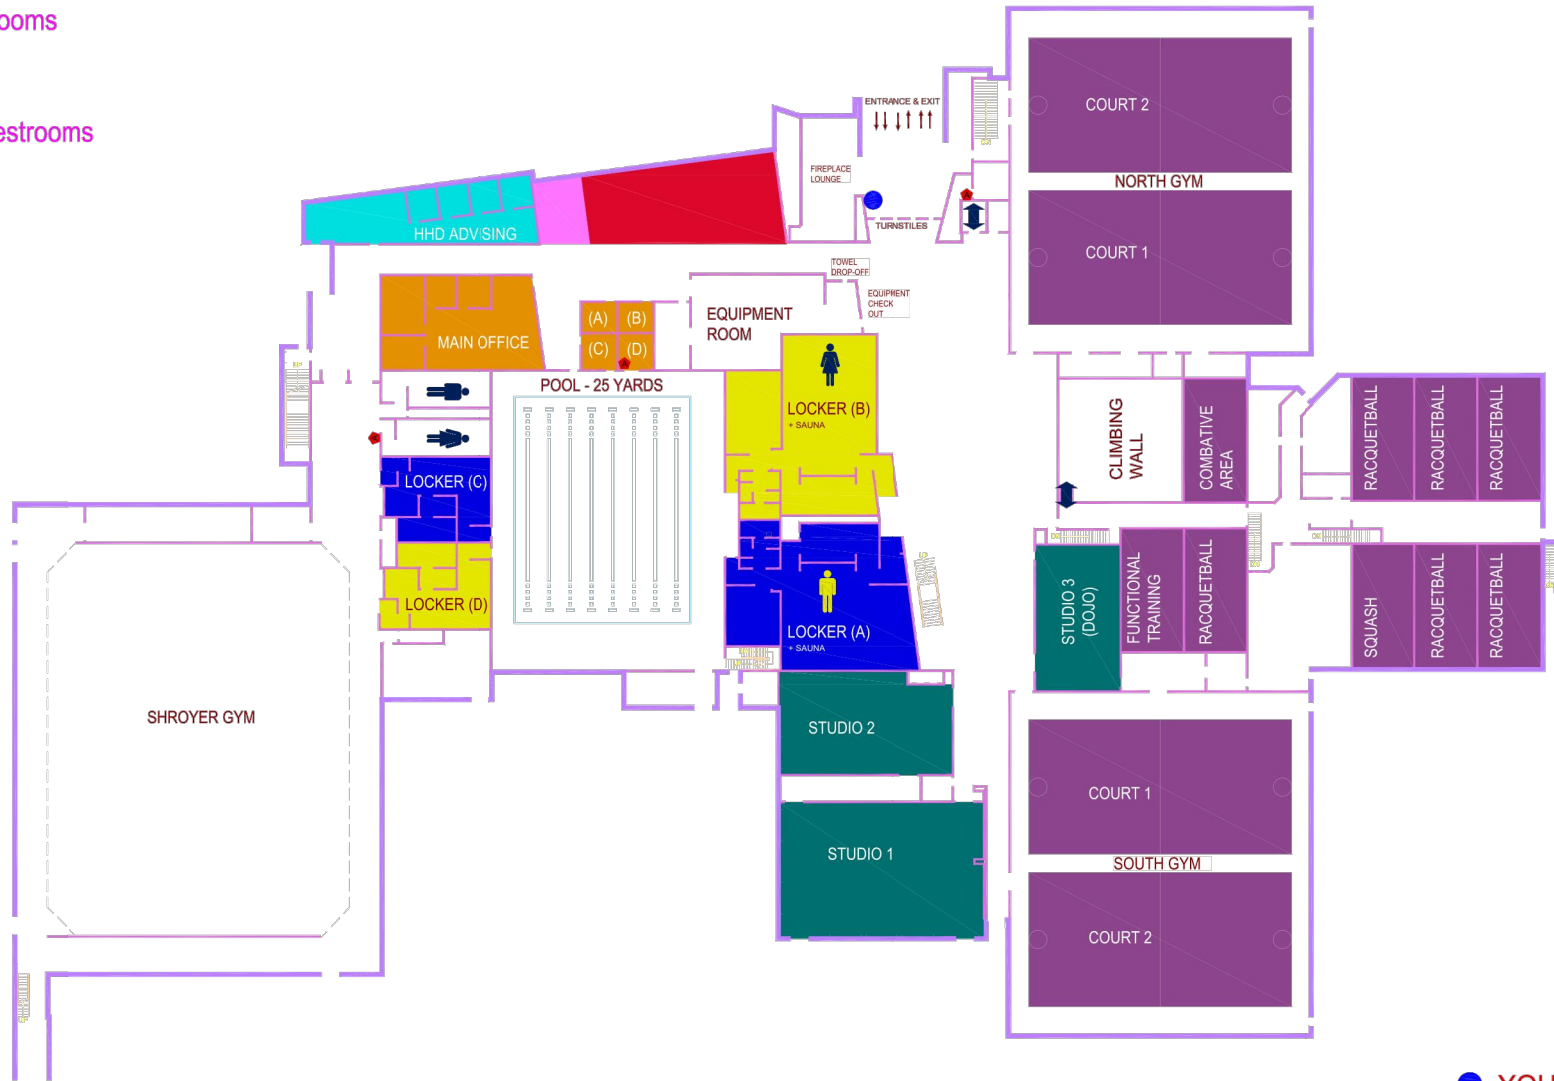 ooms
estrooms
ENTRANCE & EXIT
COURT 2
FIREPLACE
LOUNGE
NORTH GYM
TURNSTILES
HHD ADVISING
COURT 1
TOWEL
DROP-OFF
EQUIPMENT
CHECK
OUT
(A)
(B)
EQUIPMENT
ROOM
MAIN OFFICE
(C)
(D)
POOL - 25 YARDS
LOCKER (B)
+ SAUNA
CLIMBING
WALL
COMBATIVE
AREA
RACQUETBALL
RACQUETBALL
RACQUETBALL
LOCKER (C)
LOCKER (D)
LOCKER (A)
+ SAUNA
STUDIO 3
(DOJO)
FUNCTIONAL
TRAINING
RACQUETBALL
SQUASH
RACQUETBALL
RACQUETBALL
SHROYER GYM
STUDIO 2
COURT 1
STUDIO 1
SOUTH GYM
COURT 2
YOU